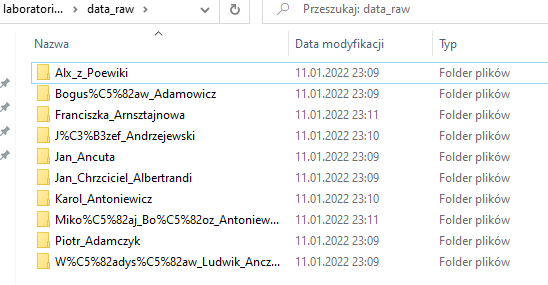 laboratori... › data_raw › Przeszukaj: data_raw
Nazwa Data modyfikacji Typ
Alx_z_Poewiki 11.01.2022 23:09 Folder plików
Bogus%C5%82aw_Adamowicz 11.01.2022 23:09 Folder plików
Franciszka_Arnsztajnowa 11.01.2022 23:11 Folder plików
J%C3%B3zef_Andrzejewski 11.01.2022 23:10 Folder plików
Jan_Ancuta 11.01.2022 23:09 Folder plików
Jan_Chrzciciel_Albertrandi 11.01.2022 23:09 Folder plików
Karol_Antoniewicz 11.01.2022 23:10 Folder plików
Miko%C5%82aj_Bo%C5%82oz_Antoniew... 11.01.2022 23:11 Folder plików
Piotr_Adamczyk 11.01.2022 23:09 Folder plików
W%C5%82adys%C5%82aw_Ludwik_Ancz... 11.01.2022 23:09 Folder plików